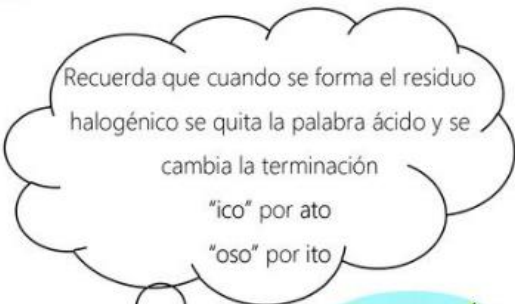 Recuerda que cuando se forma el residuo
halogénico se quita la palabra ácido y se
cambia la terminación
"ico" por ato
"oso" por ito